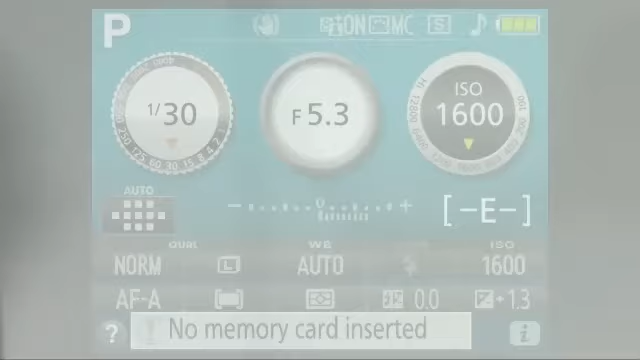 P ON MC S
1/30 F5.3 ISO 1600
AUTO
− + [-E-]
QUAL WB ISO
NORM L AUTO 1600
AF-A 0.0 +1.3
? No memory card inserted i